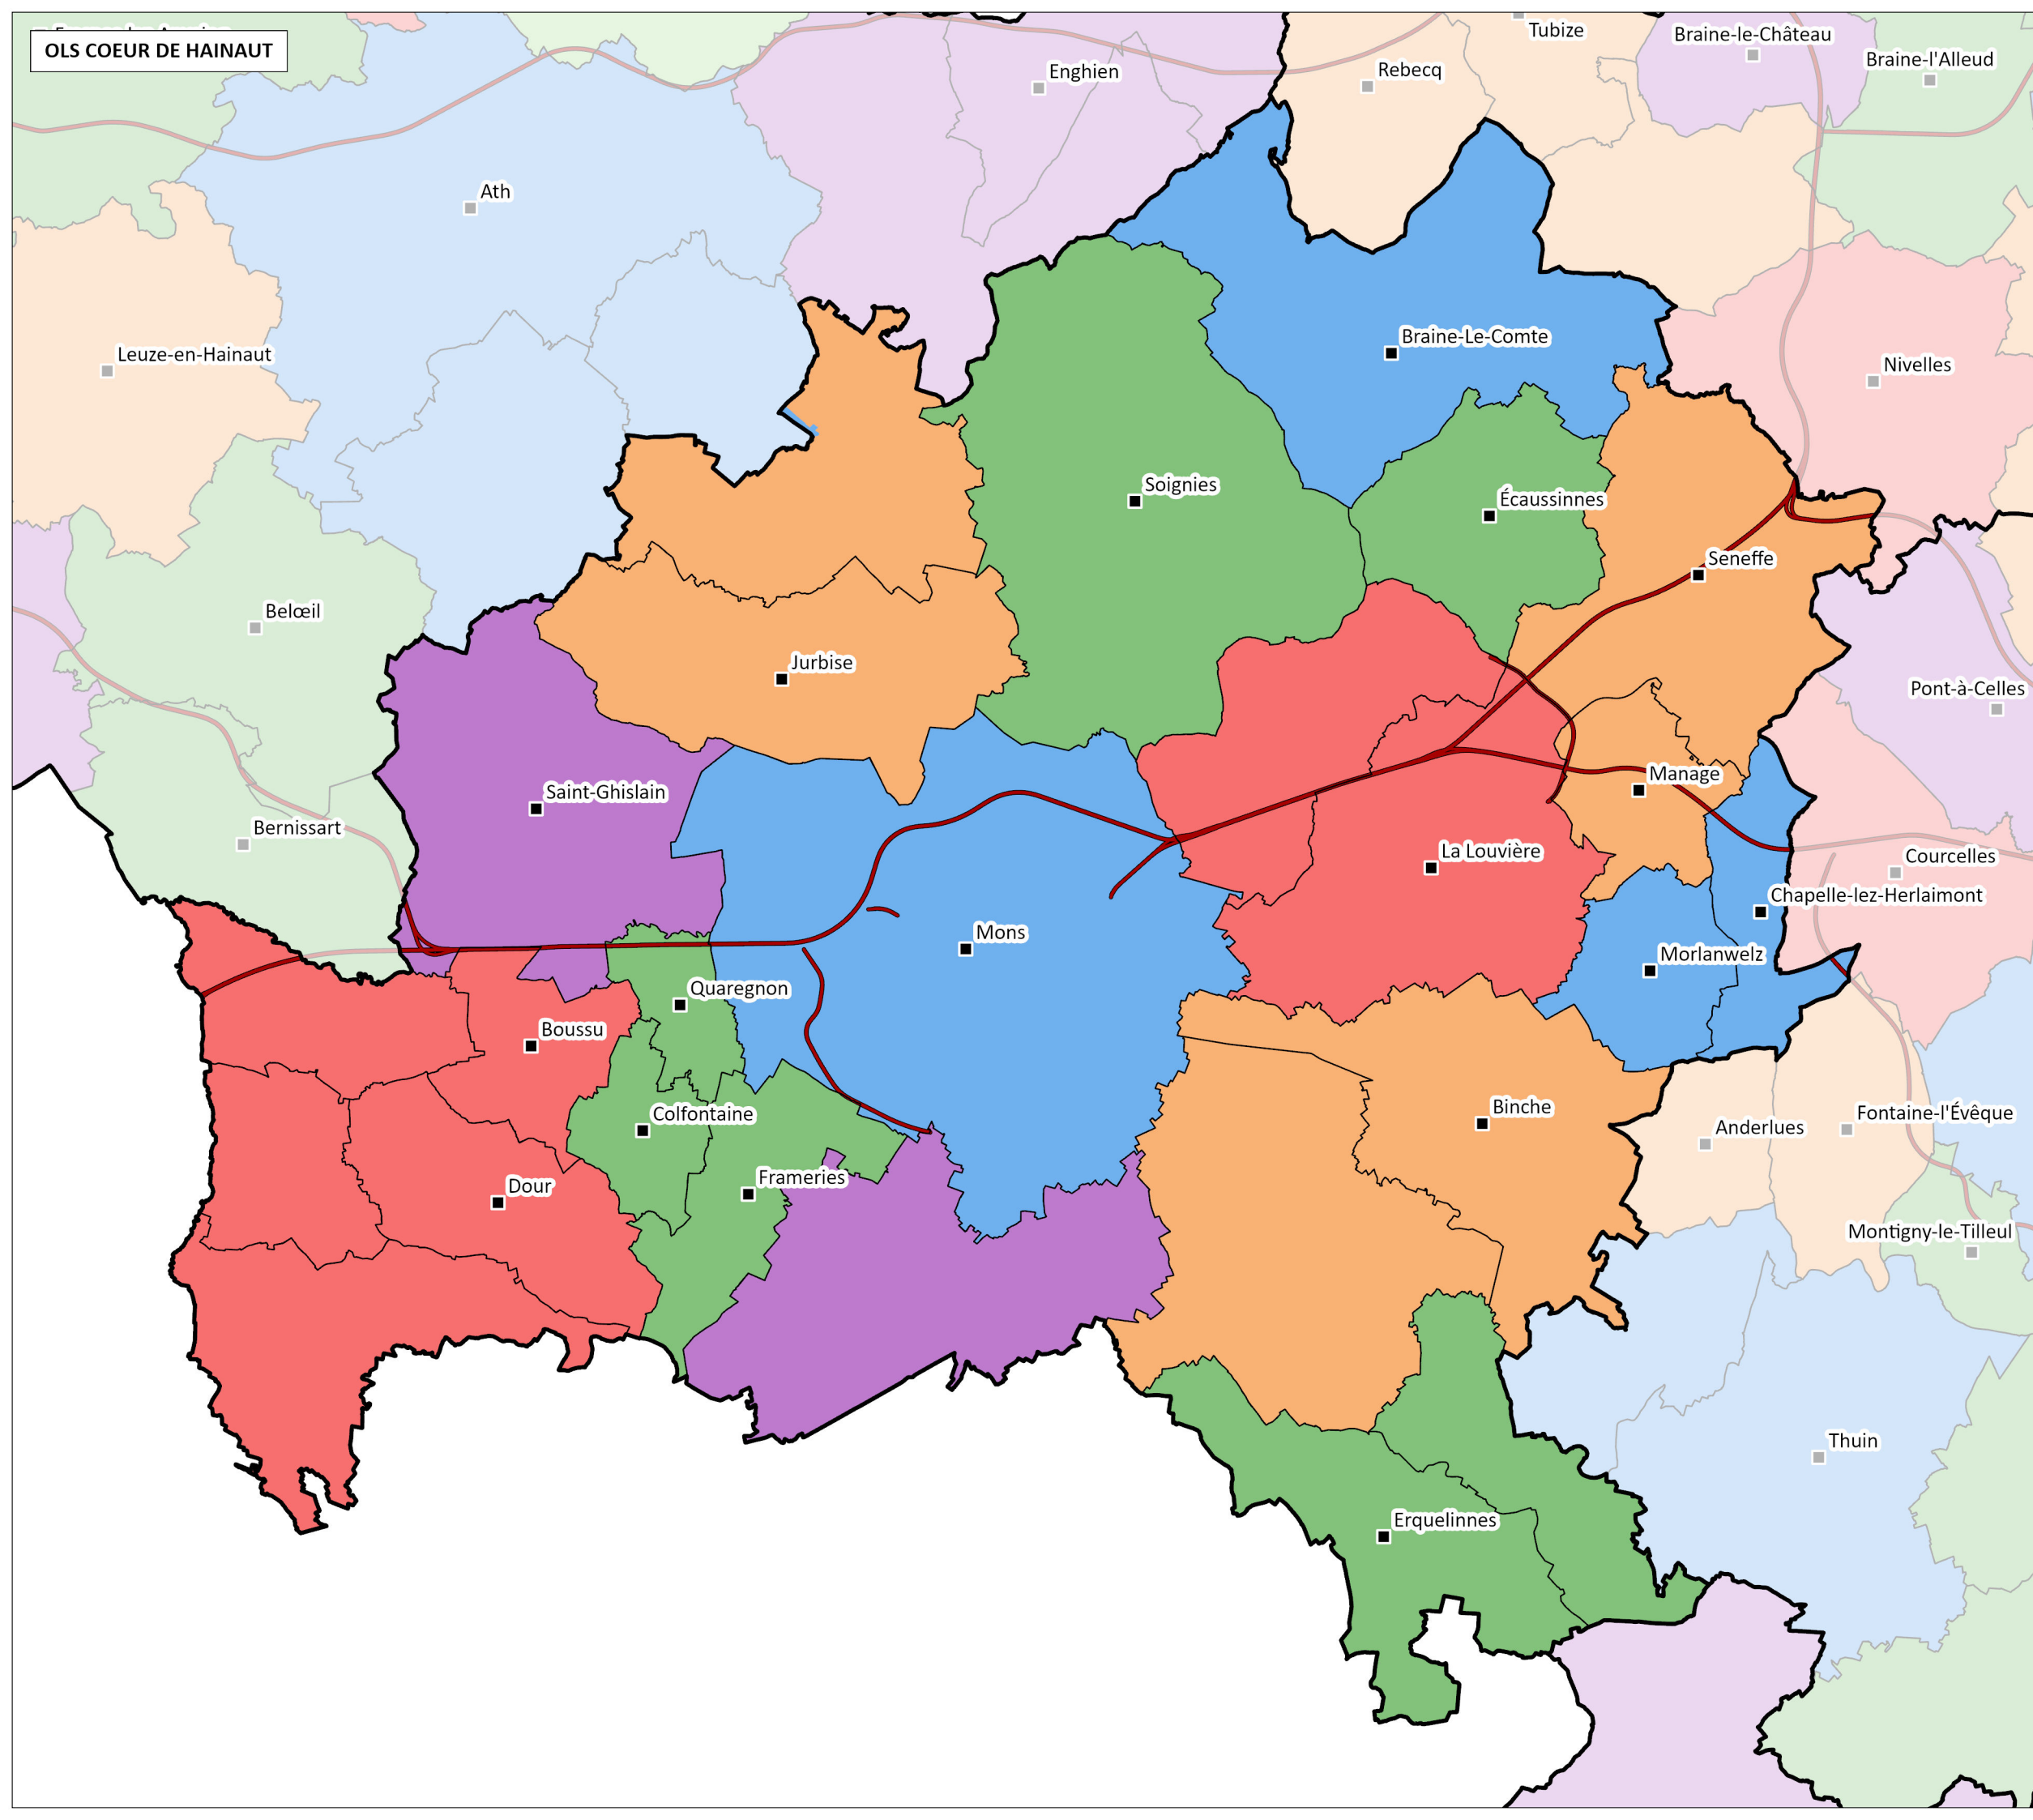 OLS COEUR DE HAINAUT
Tubize
Braine-le-Château
Braine-l'Alleud
Enghien
Rebecq
Ath
Leuze-en-Hainaut
Braine-Le-Comte
Nivelles
Soignies
Écaussinnes
Seneffe
Belœil
Jurbise
Pont-à-Celles
Manage
Saint-Ghislain
Bernissart
La Louvière
Courcelles
Chapelle-lez-Herlaimont
Mons
Morlanwelz
Quaregnon
Boussu
Colfontaine
Binche
Anderlues
Fontaine-l'Évêque
Frameries
Dour
Montigny-le-Tilleul
Thuin
Erquelinnes